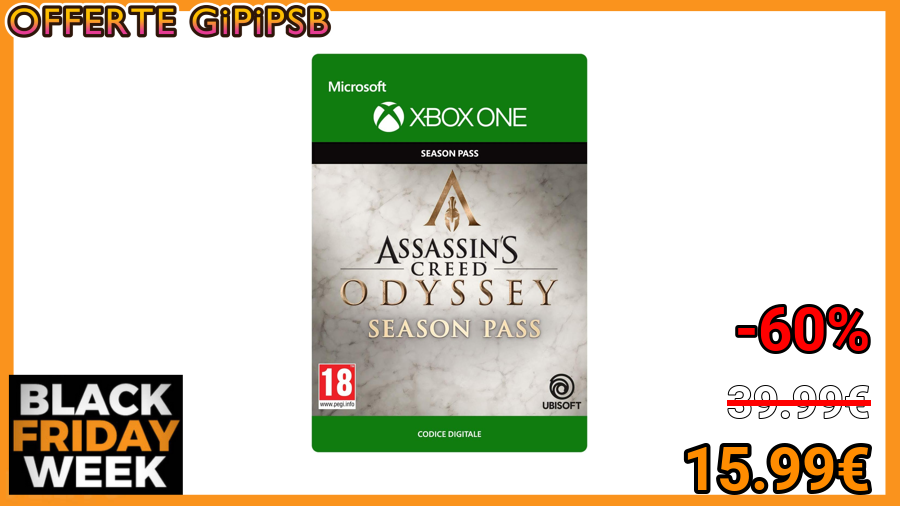 OFFERTE GiPiPSB
Microsoft
XBOX ONE
SEASON PASS
ASSASSIN'S
CREED
ODYSSEY
SEASON PASS
18
www.pegi.info
UBISOFT
CODICE DIGITALE
-60%
39.99€
15.99€
BLACK
FRIDAY
WEEK